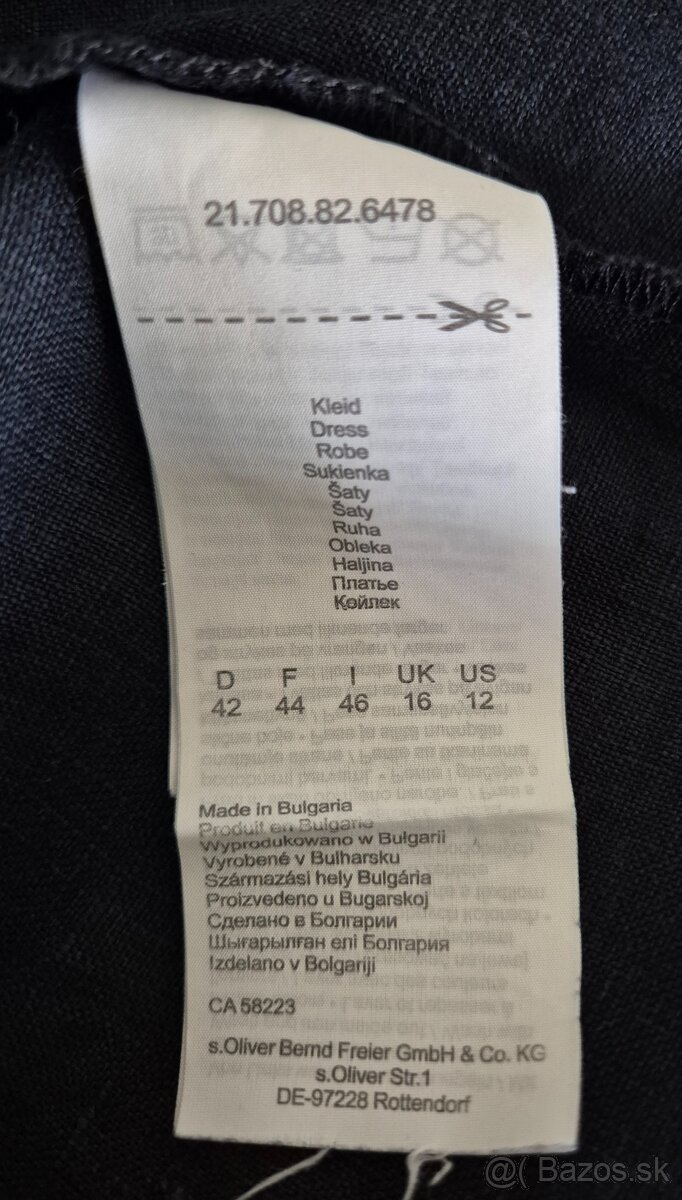 21.708.82.6478
Kleid
Dress
Robe
Sukienka
Šaty
Šaty
Ruha
Obleka
Haljina
Платье
Көйлек
D F I UK US
42 44 46 16 12
Made in Bulgaria
Produit en Bulgarie
Wyprodukowano w Bułgarii
Vyrobené v Bulharsku
Származási hely Bulgária
Proizvedeno u Bugarskoj
Сделано в Болгарии
Шығарылған елі Болгария
Izdelano v Bolgariji
CA 58223
s.Oliver Bernd Freier GmbH & Co. KG
s.Oliver Str.1
DE-97228 Rottendorf
Bazos.sk